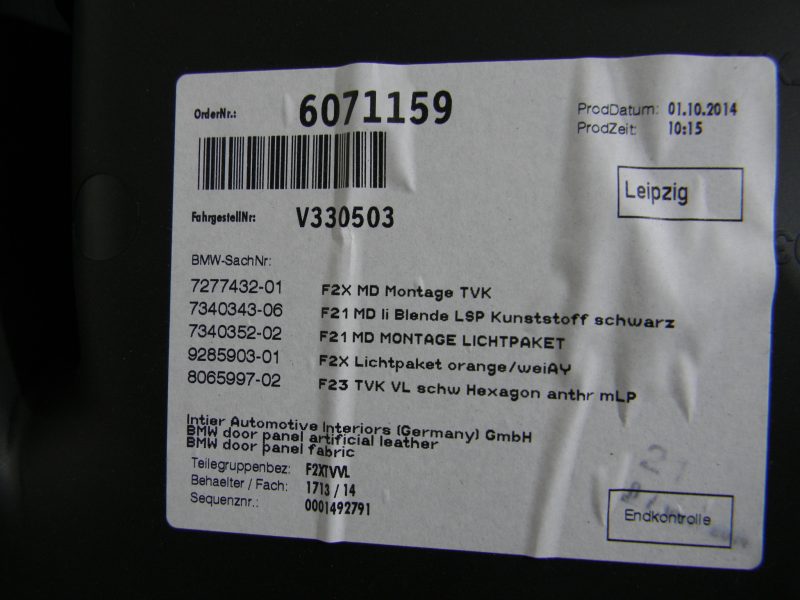 OrderNr.: 6071159
ProdDatum: 01.10.2014
ProdZeit: 10:15
Leipzig
FahrgestellNr: V330503
BMW-SachNr:
7277432-01 F2X MD Montage TVK
7340343-06 F21 MD li Blende LSP Kunststoff schwarz
7340352-02 F21 MD MONTAGE LICHTPAKET
9285903-01 F2X Lichtpaket orange/weiAY
8065997-02 F23 TVK VL schw Hexagon anthr mLP
Intier Automotive Interiors (Germany) GmbH
BMW door panel artificial leather
BMW door panel fabric
Teilegruppenbez: F2XTVVL
Behaelter / Fach: 1713 / 14
Sequenznr.: 0001492791
Endkontrolle